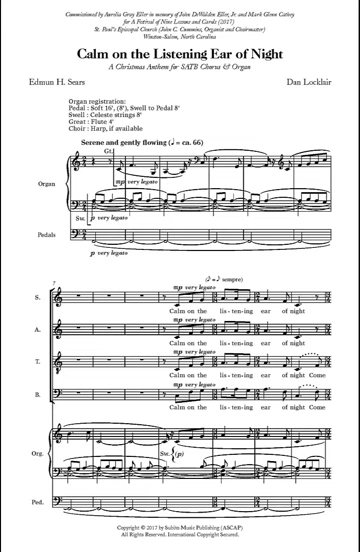 Commissioned by Aurelia Gray Eller in memory of John DeWalden Eller, Jr. and Mark Glenn Cathey
for A Festival of Nine Lessons and Carols (2017)
St. Paul's Episcopal Church (John C. Cummins, Organist and Choirmaster)
Winston-Salem, North Carolina
Calm on the Listening Ear of Night
A Christmas Anthem for SATB Chorus & Organ
Edmun H. Sears
Dan Locklair
Organ registration:
Pedal : Soft 16', (8'), Swell to Pedal 8'
Swell : Celeste strings 8'
Great : Flute 4'
Choir : Harp, if available
Serene and gently flowing (♩ = ca. 66)
Gt.
mp very legato
Organ
Sw.
p very legato
Pedals
p very legato
7
(♪ = ♪ sempre)
mp very legato
S.
Calm on the lis - ten - ing ear of night
mp very legato
A.
Calm on the lis - ten - ing ear of night
mp very legato
T.
Calm on the lis - ten - ing ear of night Come
mp very legato
B.
Calm on the lis - ten - ing ear of night Come
Org.
Sw. (p)
Ped.
Copyright © 2017 by Subito Music Publishing (ASCAP)
All Rights Reserved. International Copyright Secured.